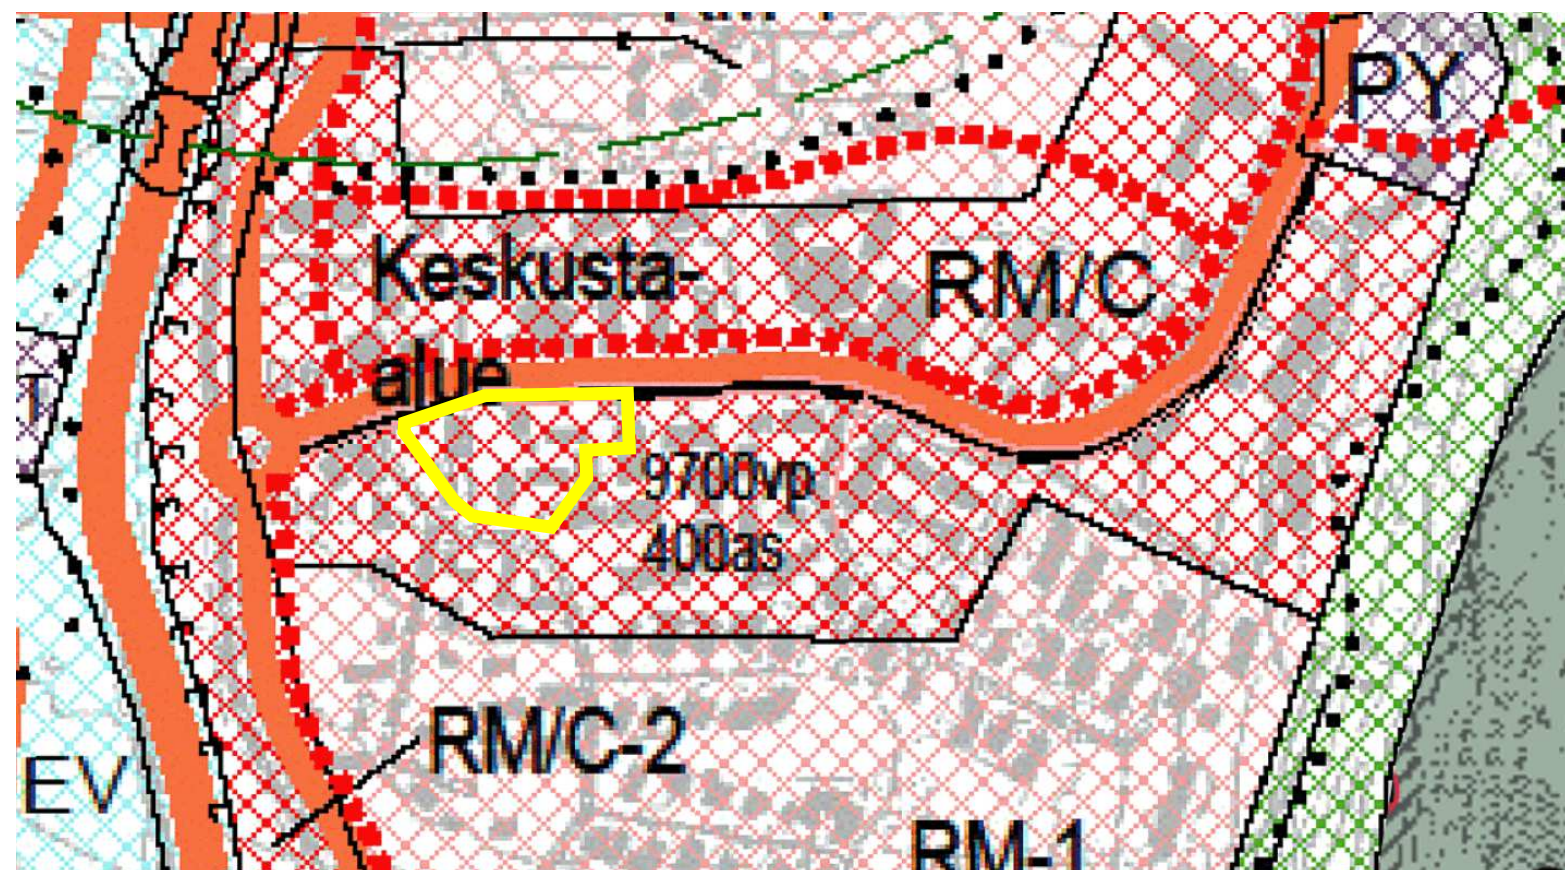 PY
Keskusta-
RM/C
alue
9700vp
400as
RM/C-2
EV
RM-1